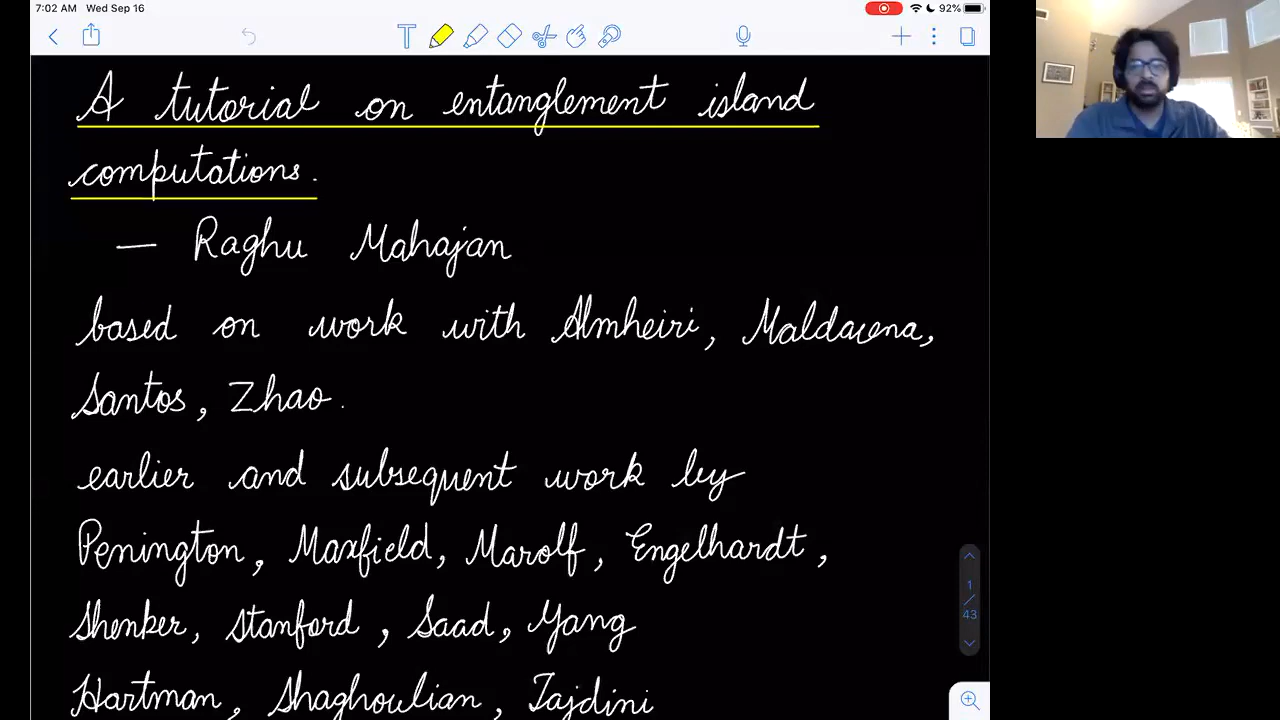 7:02 AM Wed Sep 16
92%
A tutorial on entanglement island
computations.
— Raghu Mahajan
based on work with Almheiri, Maldacena,
Santos, Zhao.
earlier and subsequent work by
Penington, Maxfield, Marolf, Engelhardt,
Shenker, Stanford, Saad, Yang
Hartman, Shaghoulian, Tajdini
1
/
43